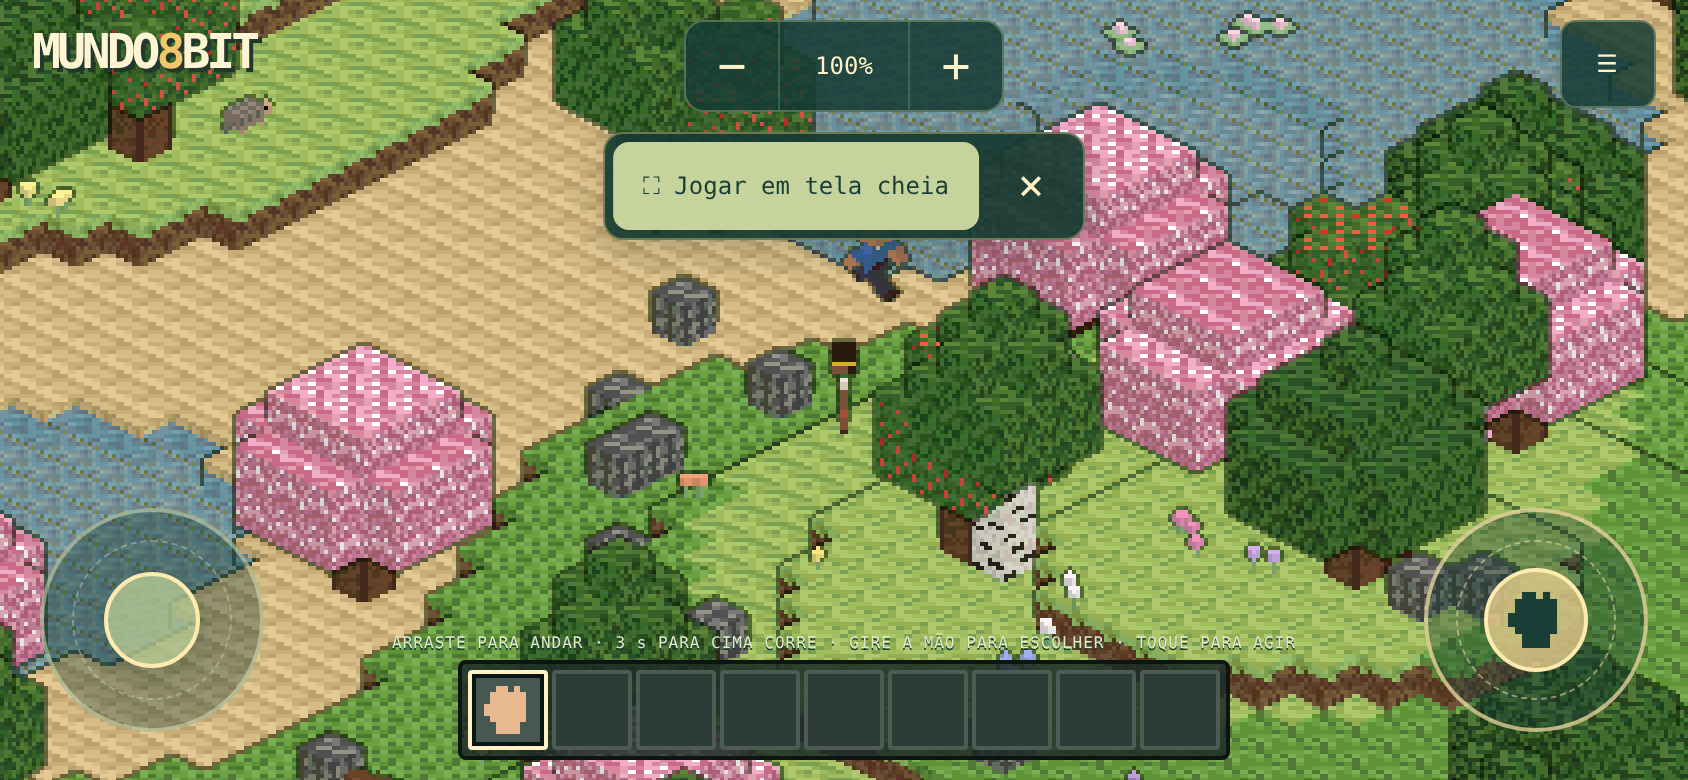 MUNDO8BIT
− 100% +
☰
⛶ Jogar em tela cheia ✕
ARRASTE PARA ANDAR · 3 s PARA CIMA CORRE · GIRE A MÃO PARA ESCOLHER · TOQUE PARA AGIR